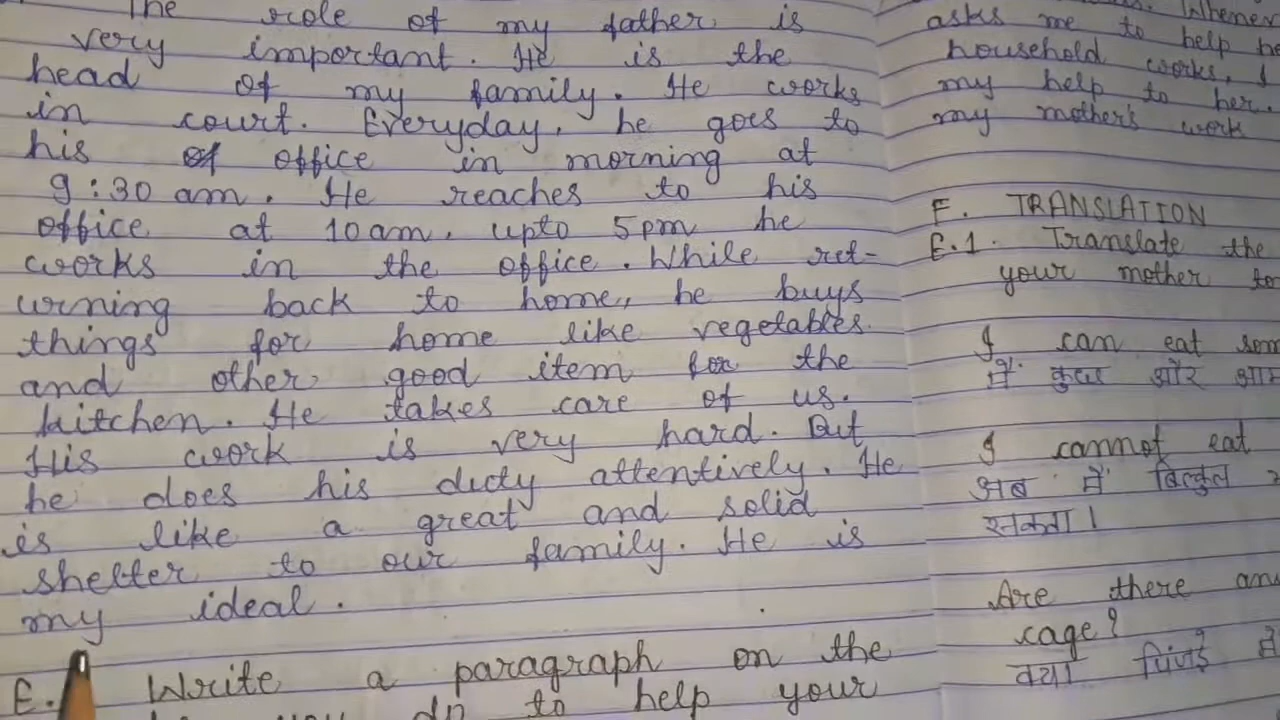 The role of my father is
very important. He is the
head of my family. He works
in court. Everyday, he goes to
his of office in morning at
9:30 am. He reaches to his
office at 10am. upto 5pm he
works in the office. While ret-
urning back to home, he buys
things for home like vegetables
and other good item for the
kitchen. He takes care of us.
His work is very hard. But
he does his duty attentively. He
is like a great and solid
shelter to our family. He is
my ideal.
E. Write a paragraph on the
to help your
asks me to help
household works, I
my help to her.
my mother's work
F. TRANSLATION
E.1. Translate the
your mother to
I can eat
मैं और
I cannot eat
अब मैं बिल्कुल
सकता।
Are there
cage?
क्या पिंजड़े में